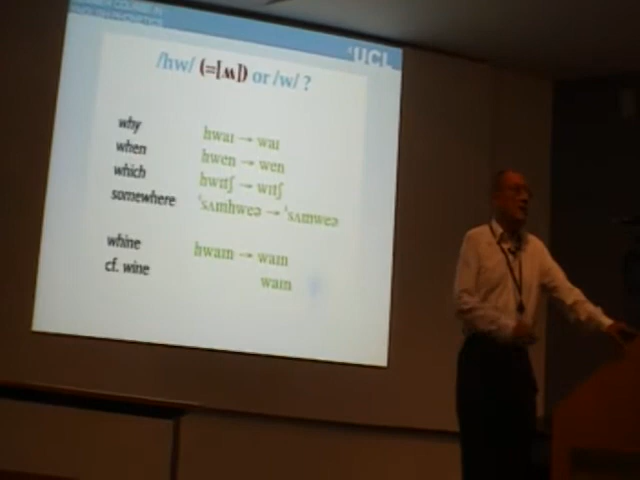 UCL
/hw/ (=[ʍ]) or /w/ ?
why hwaɪ → waɪ
when hwen → wen
which hwɪtʃ → wɪtʃ
somewhere ˈsʌmhweə → ˈsʌmweə
whine hwaɪn → waɪn
cf. wine waɪn